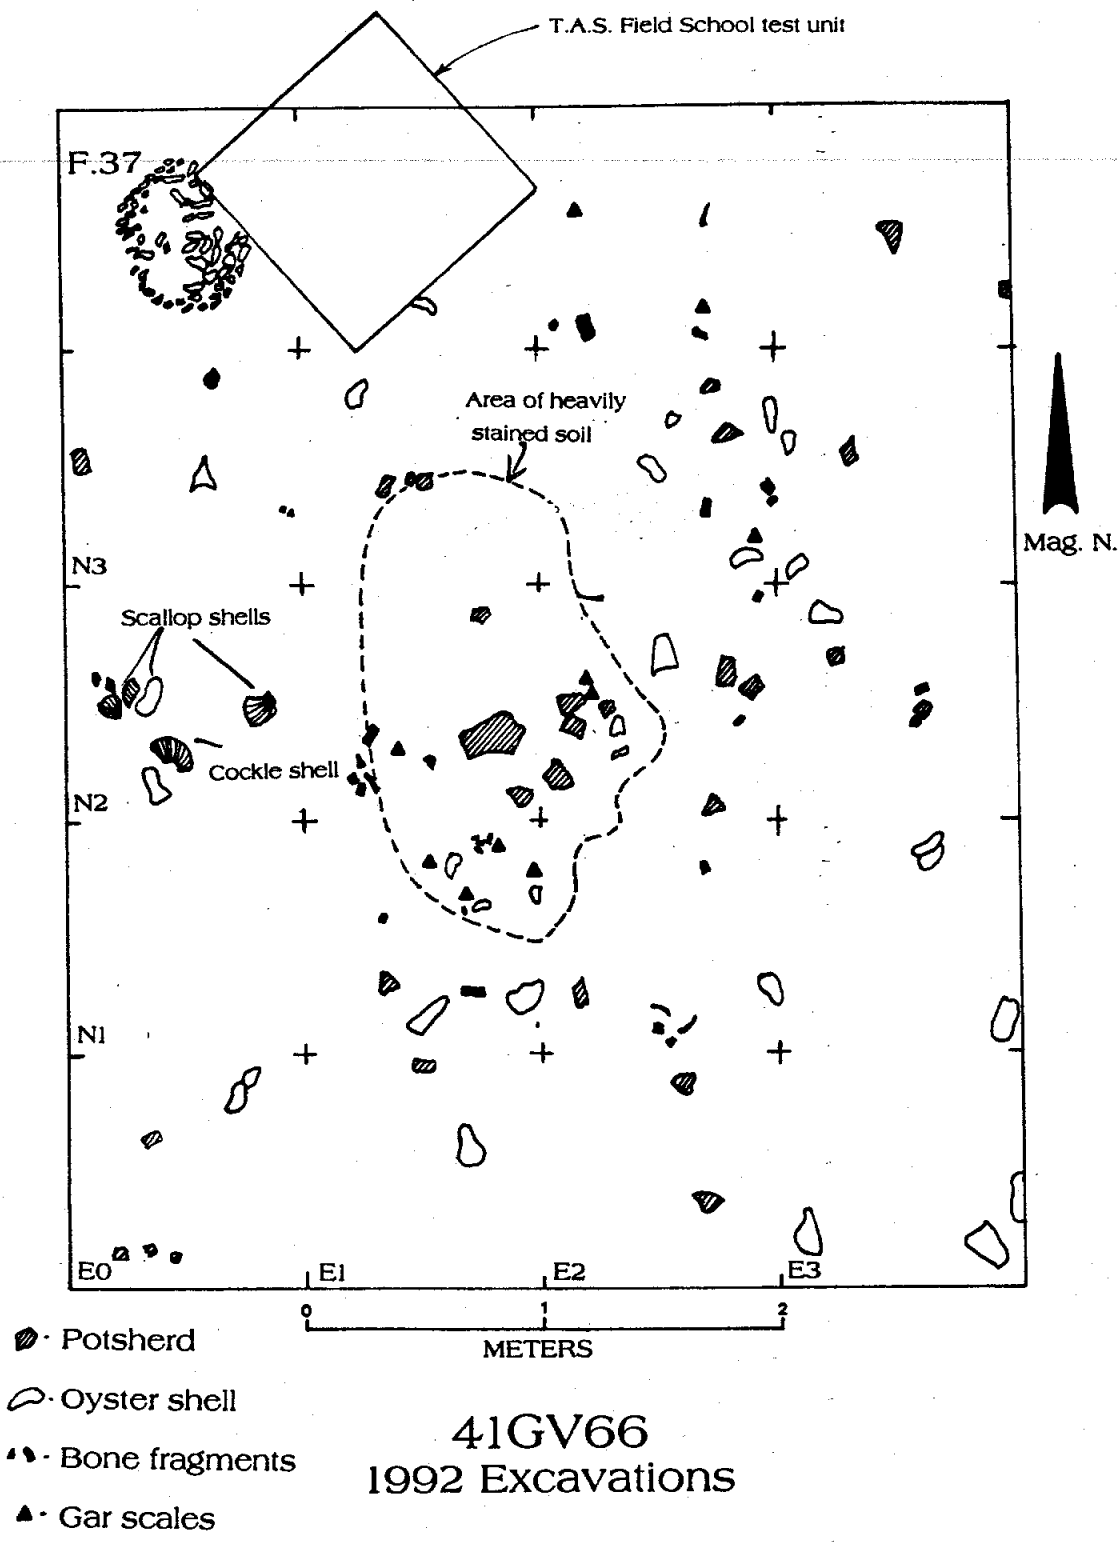 T.A.S. Field School test unit
F.37
Area of heavily
stained soil
Mag. N.
N3
Scallop shells
Cockle shell
N2
N1
E0
E1
E2
E3
0
1
2
METERS
Potsherd
Oyster shell
Bone fragments
Gar scales
41GV66
1992 Excavations